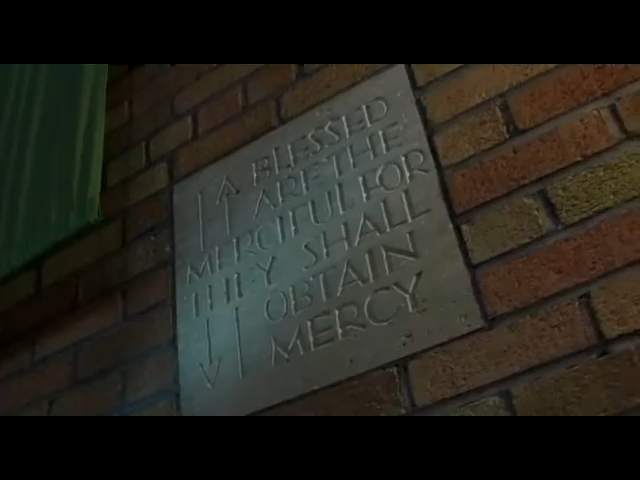 BLESSED
ARE THE
MERCIFUL FOR
THEY SHALL
OBTAIN
MERCY